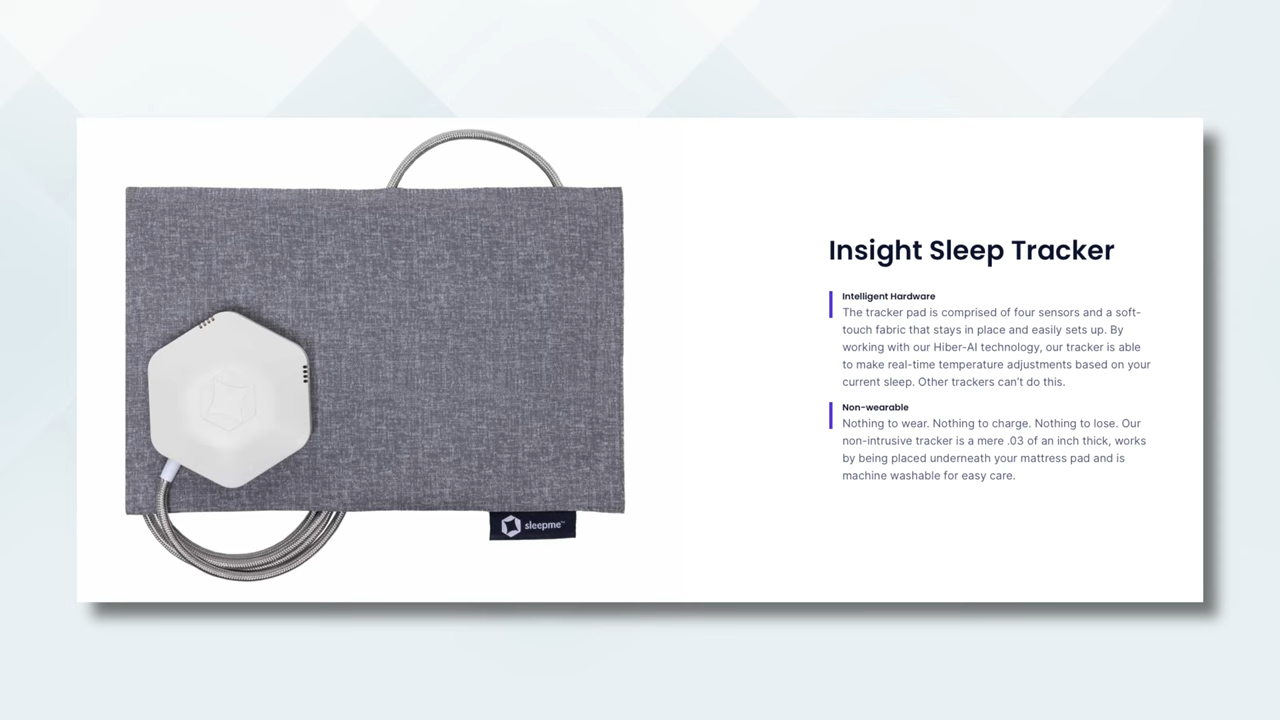 Insight Sleep Tracker
Intelligent Hardware
The tracker pad is comprised of four sensors and a soft-
touch fabric that stays in place and easily sets up. By
working with our Hiber-AI technology, our tracker is able
to make real-time temperature adjustments based on your
current sleep. Other trackers can't do this.
Non-wearable
Nothing to wear. Nothing to charge. Nothing to lose. Our
non-intrusive tracker is a mere .03 of an inch thick, works
by being placed underneath your mattress pad and is
machine washable for easy care.
sleepme™